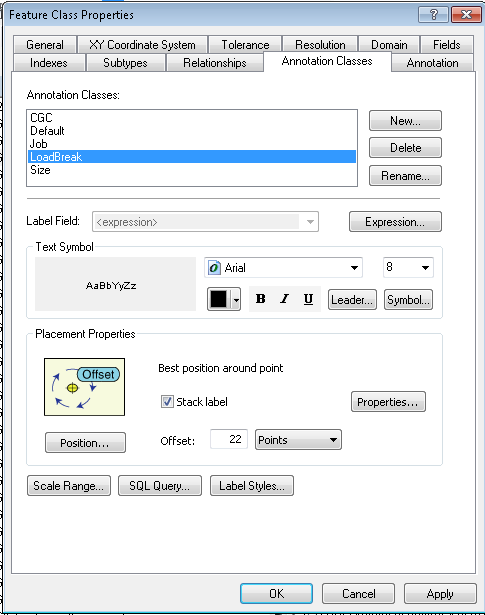 Feature Class Properties
?
General XY Coordinate System Tolerance Resolution Domain Fields
Indexes Subtypes Relationships Annotation Classes Annotation
Annotation Classes:
CGC
Default
Job
LoadBreak
Size
New...
Delete
Rename...
Label Field: <expression> Expression...
Text Symbol
AaBbYyZz
O Arial 8
B I U Leader... Symbol...
Placement Properties
Offset
Best position around point
Stack label
Properties...
Position... Offset: 22 Points
Scale Range... SQL Query... Label Styles...
OK Cancel Apply